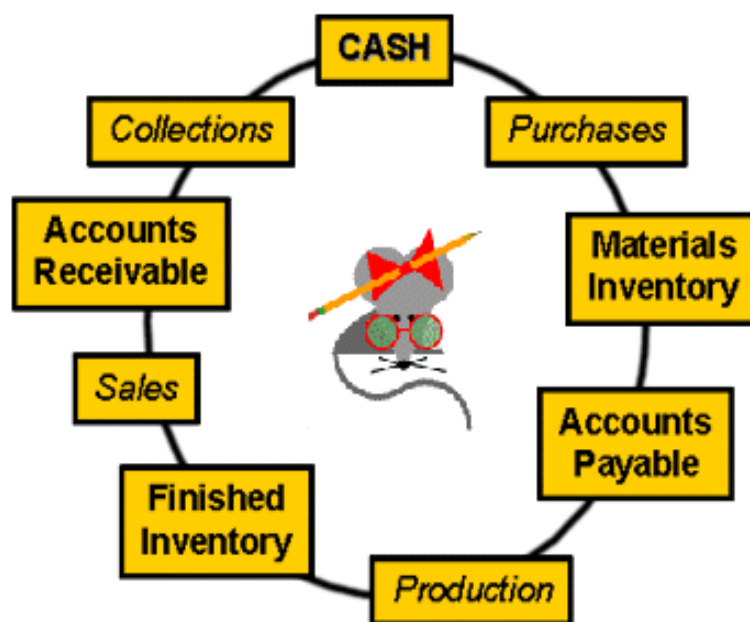 CASH
Purchases
Materials
Inventory
Accounts
Payable
Production
Finished
Inventory
Sales
Accounts
Receivable
Collections